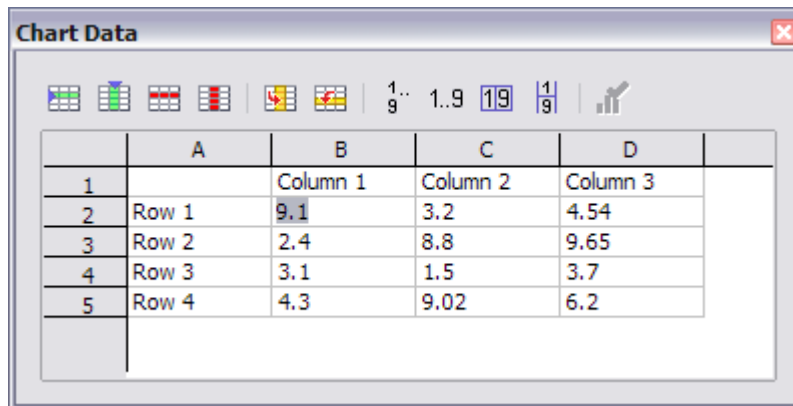 Chart Data
1.. 9 1..9 19 1 9
A B C D
1 Column 1 Column 2 Column 3
2 Row 1 9.1 3.2 4.54
3 Row 2 2.4 8.8 9.65
4 Row 3 3.1 1.5 3.7
5 Row 4 4.3 9.02 6.2